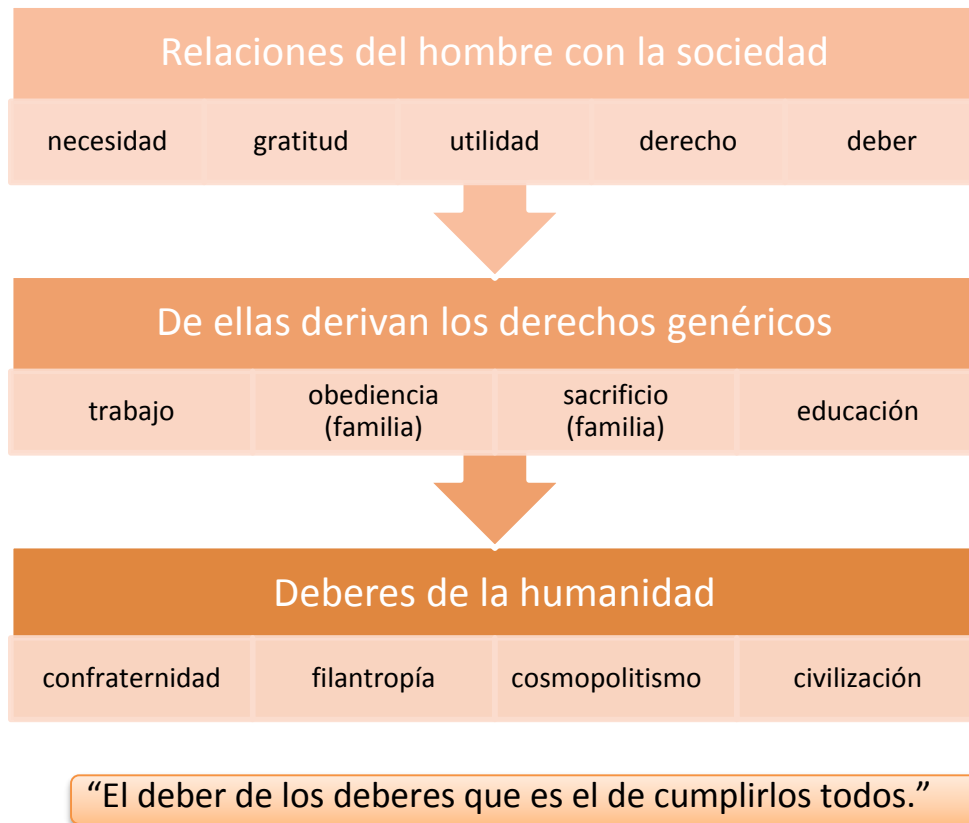 Relaciones del hombre con la sociedad
necesidad gratitud utilidad derecho deber
De ellas derivan los derechos genéricos
trabajo obediencia (familia) sacrificio (familia) educación
Deberes de la humanidad
confraternidad filantropía cosmopolitismo civilización
“El deber de los deberes que es el de cumplirlos todos.”